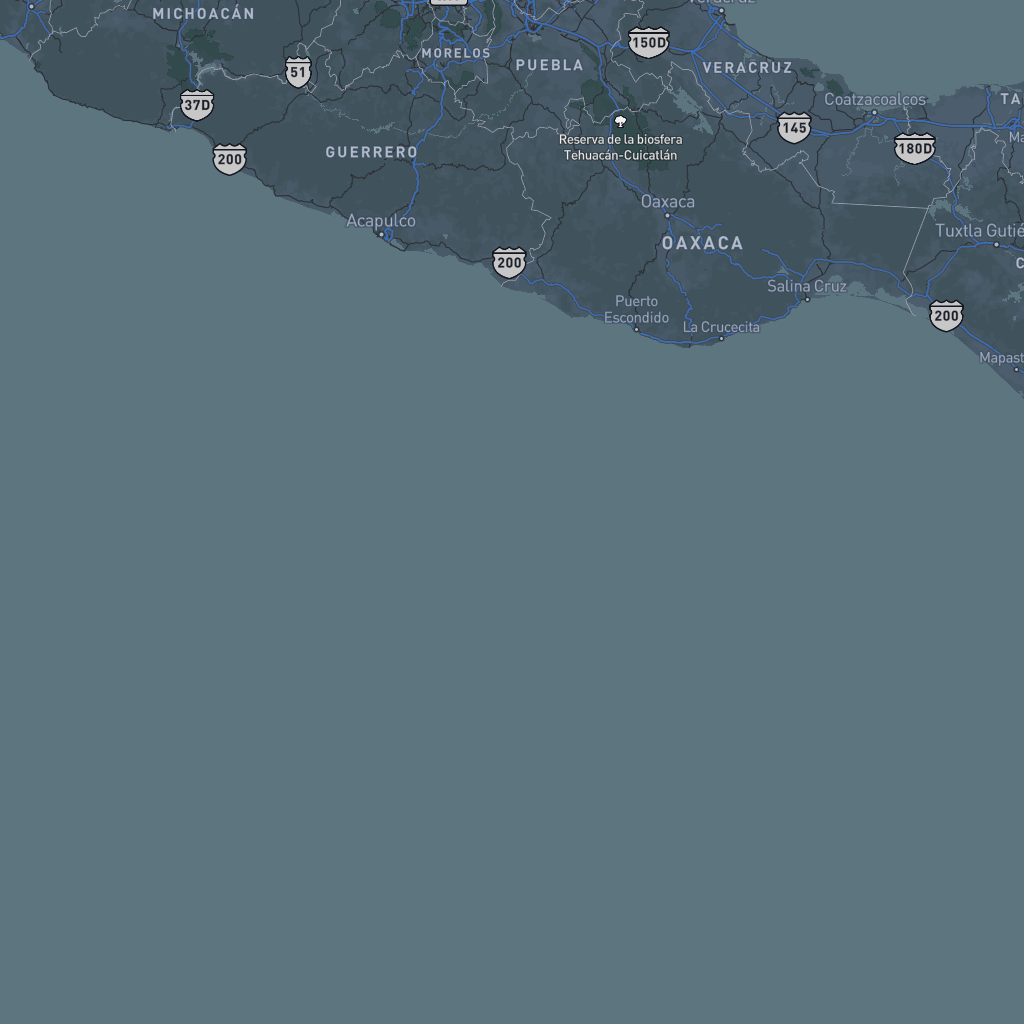 MICHOACÁN
150D
MORELOS
PUEBLA
VERACRUZ
51
37D
Coatzacoalcos
145
Reserva de la biosfera
Tehuacán-Cuicatlán
180D
GUERRERO
200
Oaxaca
Acapulco
OAXACA
200
Salina Cruz
Puerto
Escondido
La Crucecita
200